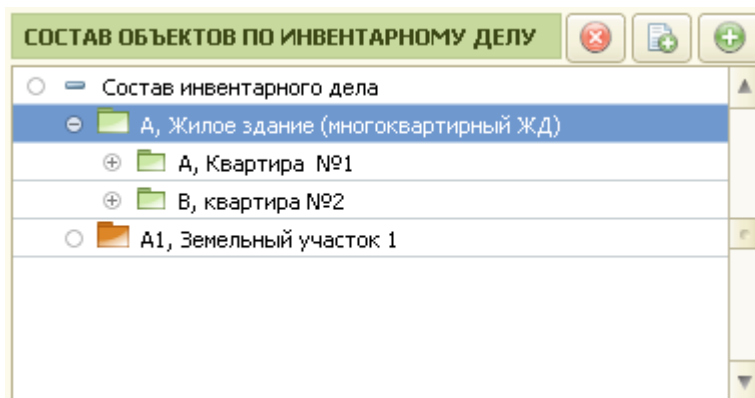 СОСТАВ ОБЪЕКТОВ ПО ИНВЕНТАРНОМУ ДЕЛУ
Состав инвентарного дела
А, Жилое здание (многоквартирный ЖД)
А, Квартира №1
В, квартира №2
А1, Земельный участок 1